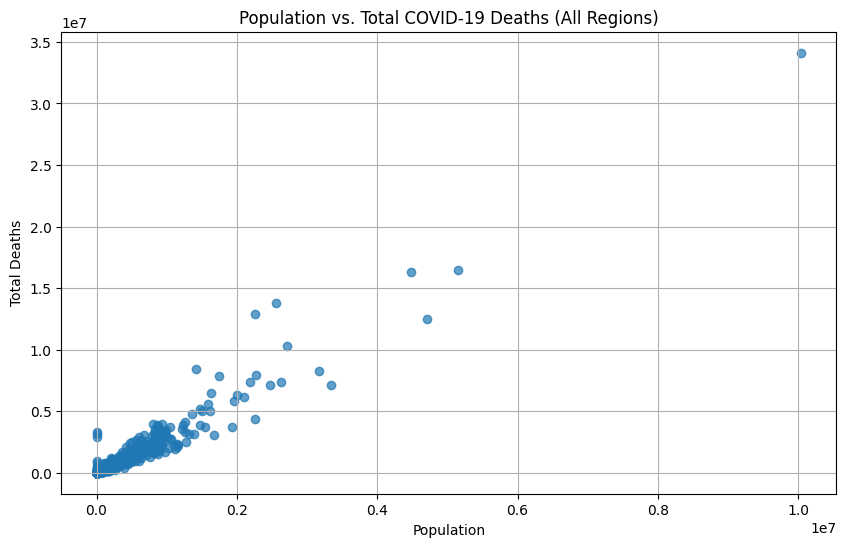 Population vs. Total COVID-19 Deaths (All Regions)
1e7
3.5
3.0
2.5
2.0
1.5
1.0
0.5
0.0
Total Deaths
0.0 0.2 0.4 0.6 0.8 1.0
1e7
Population